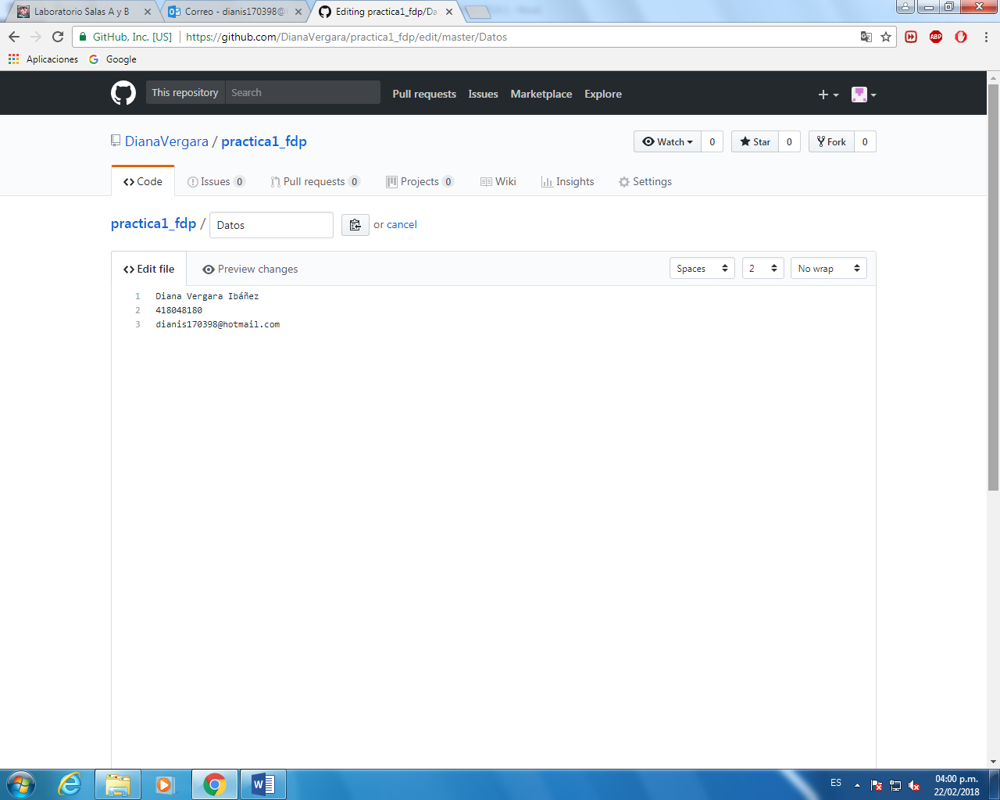 Laboratorio Salas A y B
Correo - dianis170398@
Editing practica1_fdp/Da
GitHub, Inc. [US]
https://github.com/DianaVergara/practica1_fdp/edit/master/Datos
ABP
Aplicaciones
Google
This repository
Search
Pull requests
Issues
Marketplace
Explore
DianaVergara / practica1_fdp
Watch
0
Star
0
Fork
0
Code
Issues 0
Pull requests 0
Projects 0
Wiki
Insights
Settings
practica1_fdp /
Datos
or cancel
Edit file
Preview changes
Spaces
2
No wrap
1 Diana Vergara Ibáñez
2 418048180
3 dianis170398@hotmail.com
ES
04:00 p.m.
22/02/2018